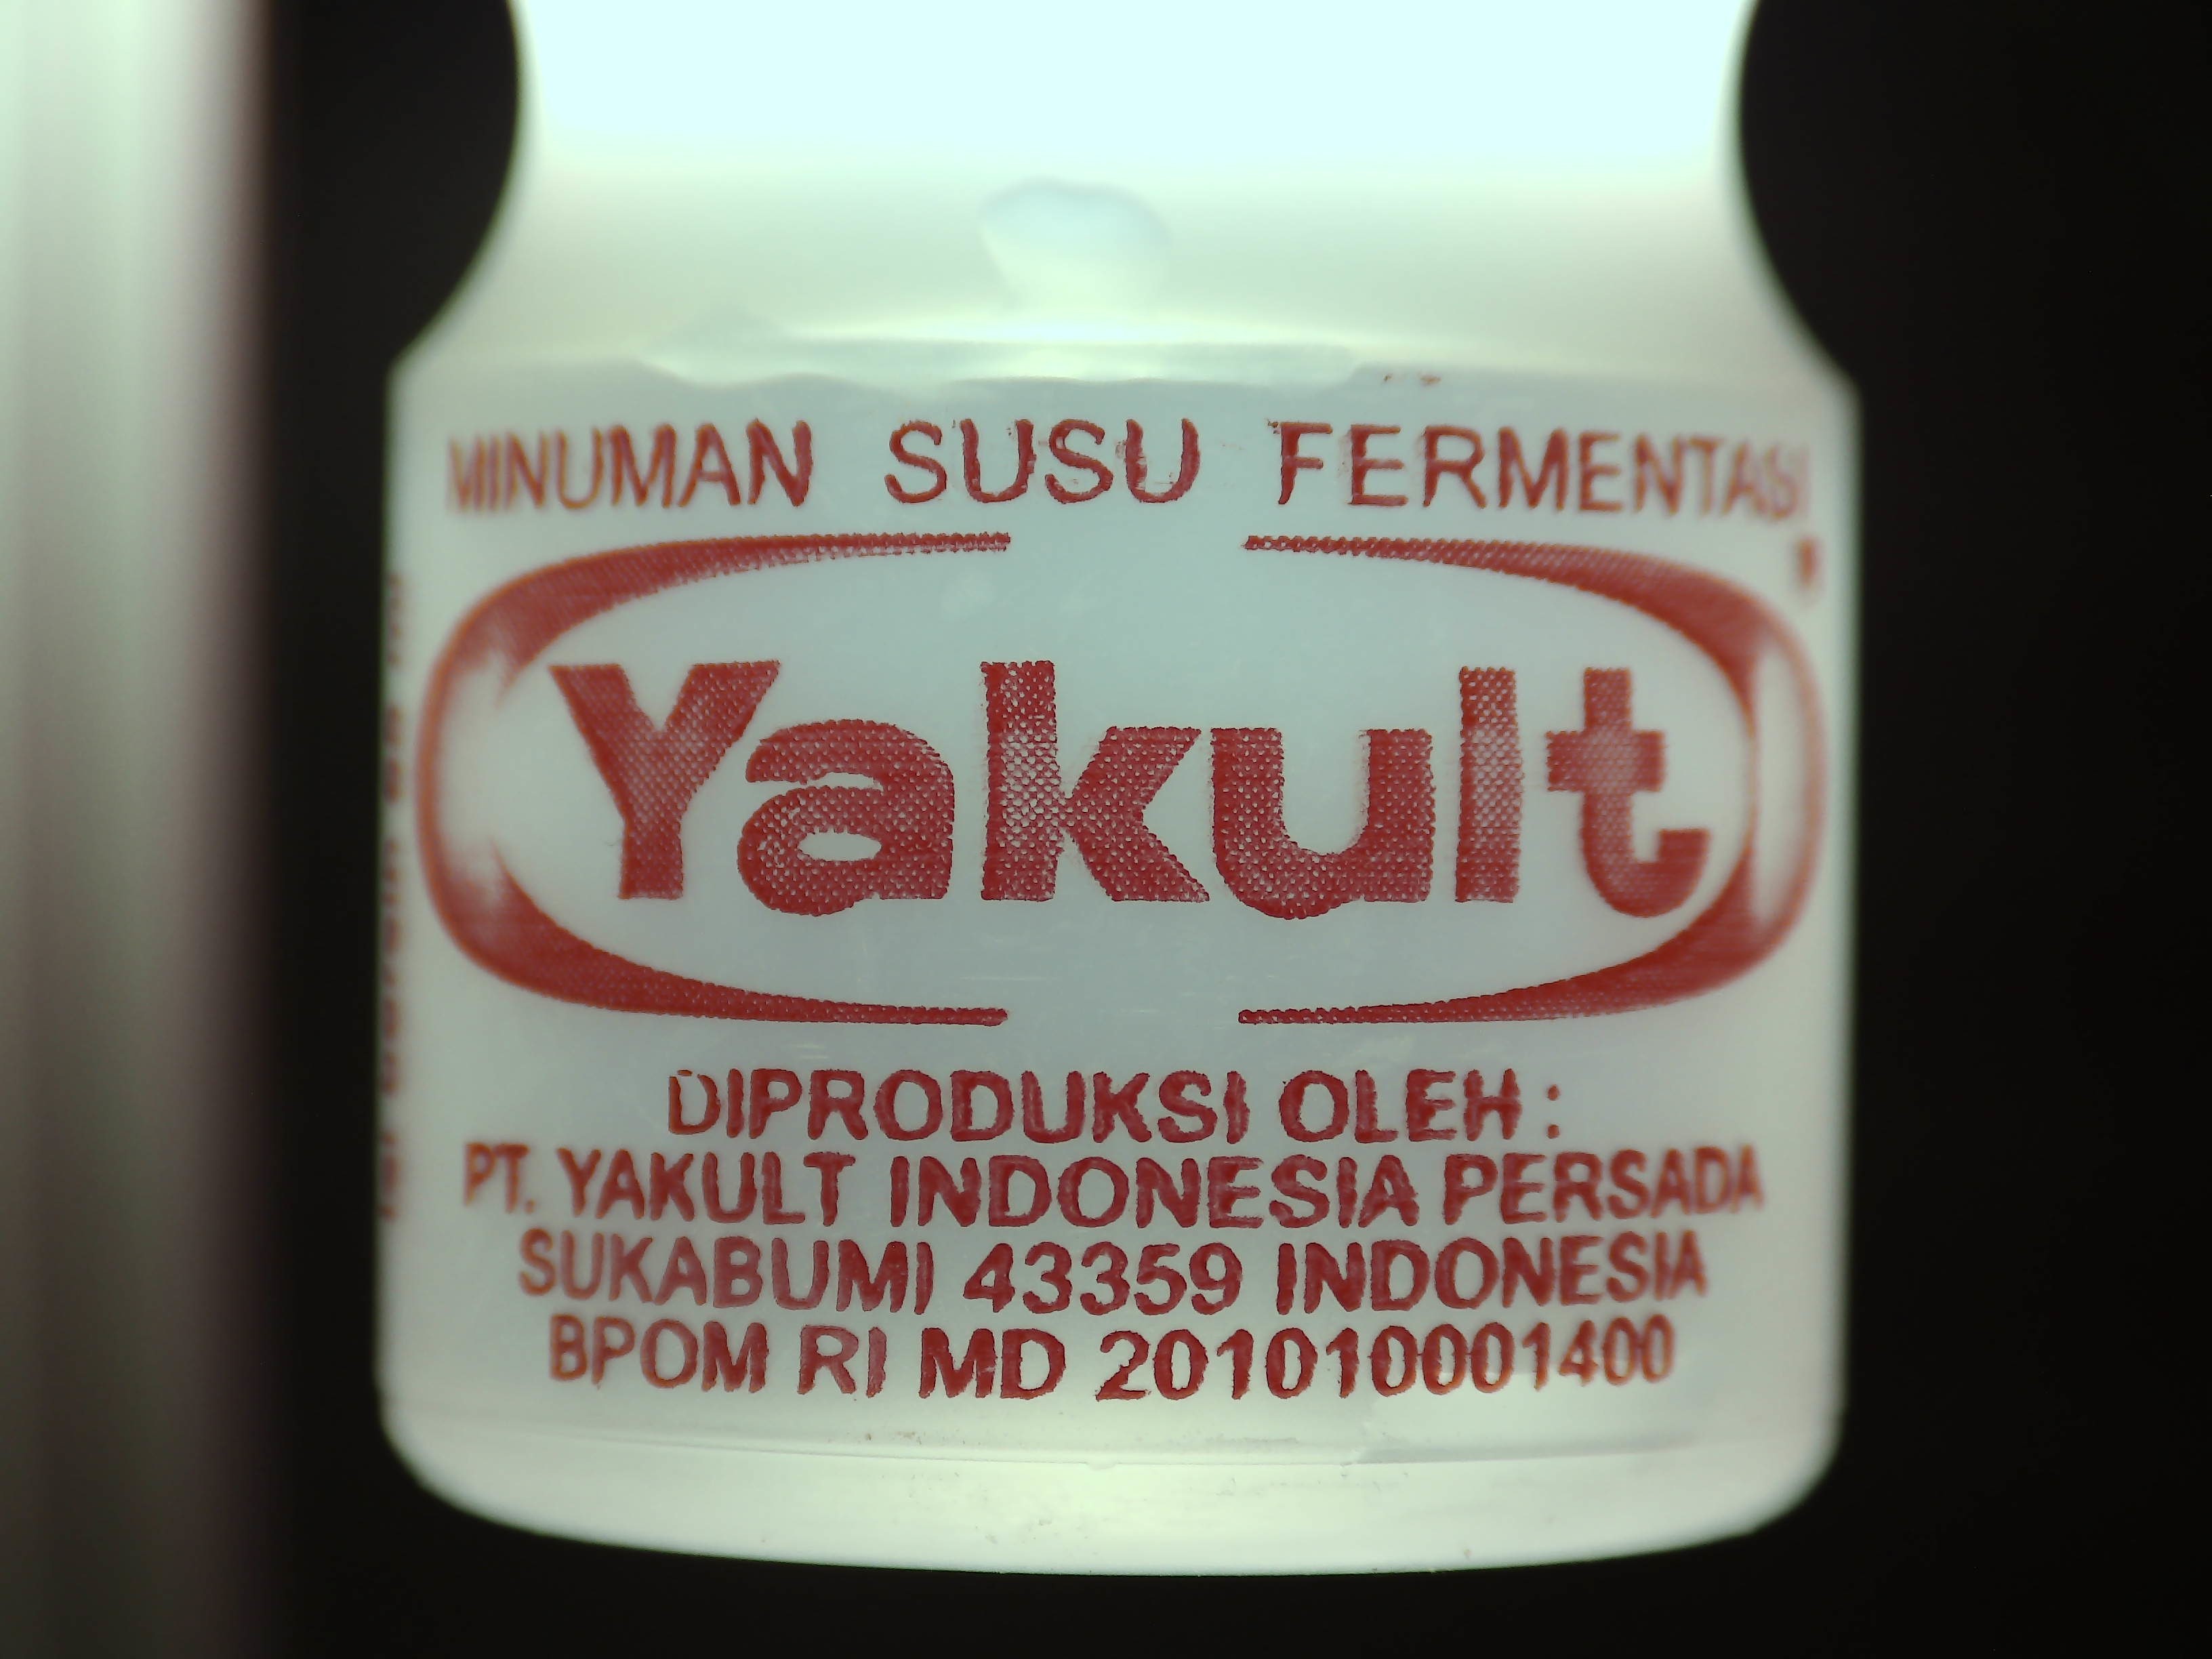 MINUMAN SUSU FERMENTASI
Yakult
DIPRODUKSI OLEH :
PT. YAKULT INDONESIA PERSADA
SUKABUMI 43359 INDONESIA
BPOM RI MD 201010001400